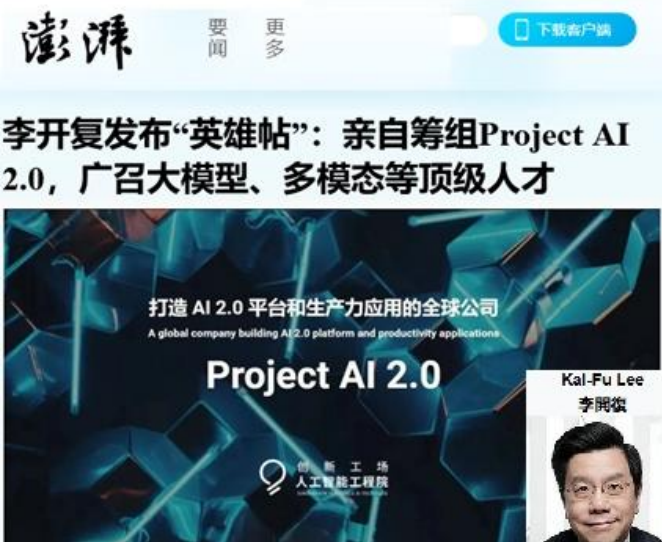 澎湃
要闻
更多
下载客户端
李开复发布“英雄帖”：亲自筹组Project AI
2.0，广召大模型、多模态等顶级人才
打造 AI 2.0 平台和生产力应用的全球公司
A global company building AI 2.0 platform and productivity applications
Project AI 2.0
创新工场
人工智能工程院
Kai-Fu Lee
李開復